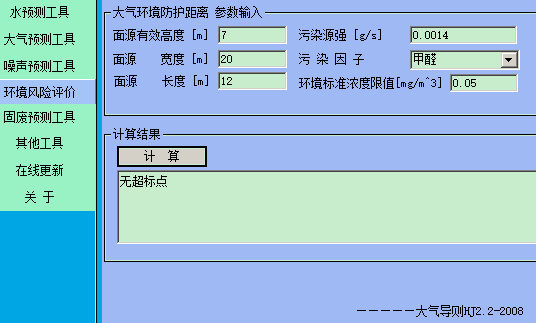 水预测工具
大气预测工具
噪声预测工具
环境风险评价
固废预测工具
其他工具
在线更新
关 于
大气环境防护距离 参数输入
面源有效高度 [m] 7 污染源强 [g/s] 0.0014
面源 宽度 [m] 20 污 染 因 子 甲醛
面源 长度 [m] 12 环境标准浓度限值[mg/m^3] 0.05
计算结果
计 算
无超标点
-----大气导则HJ2.2-2008